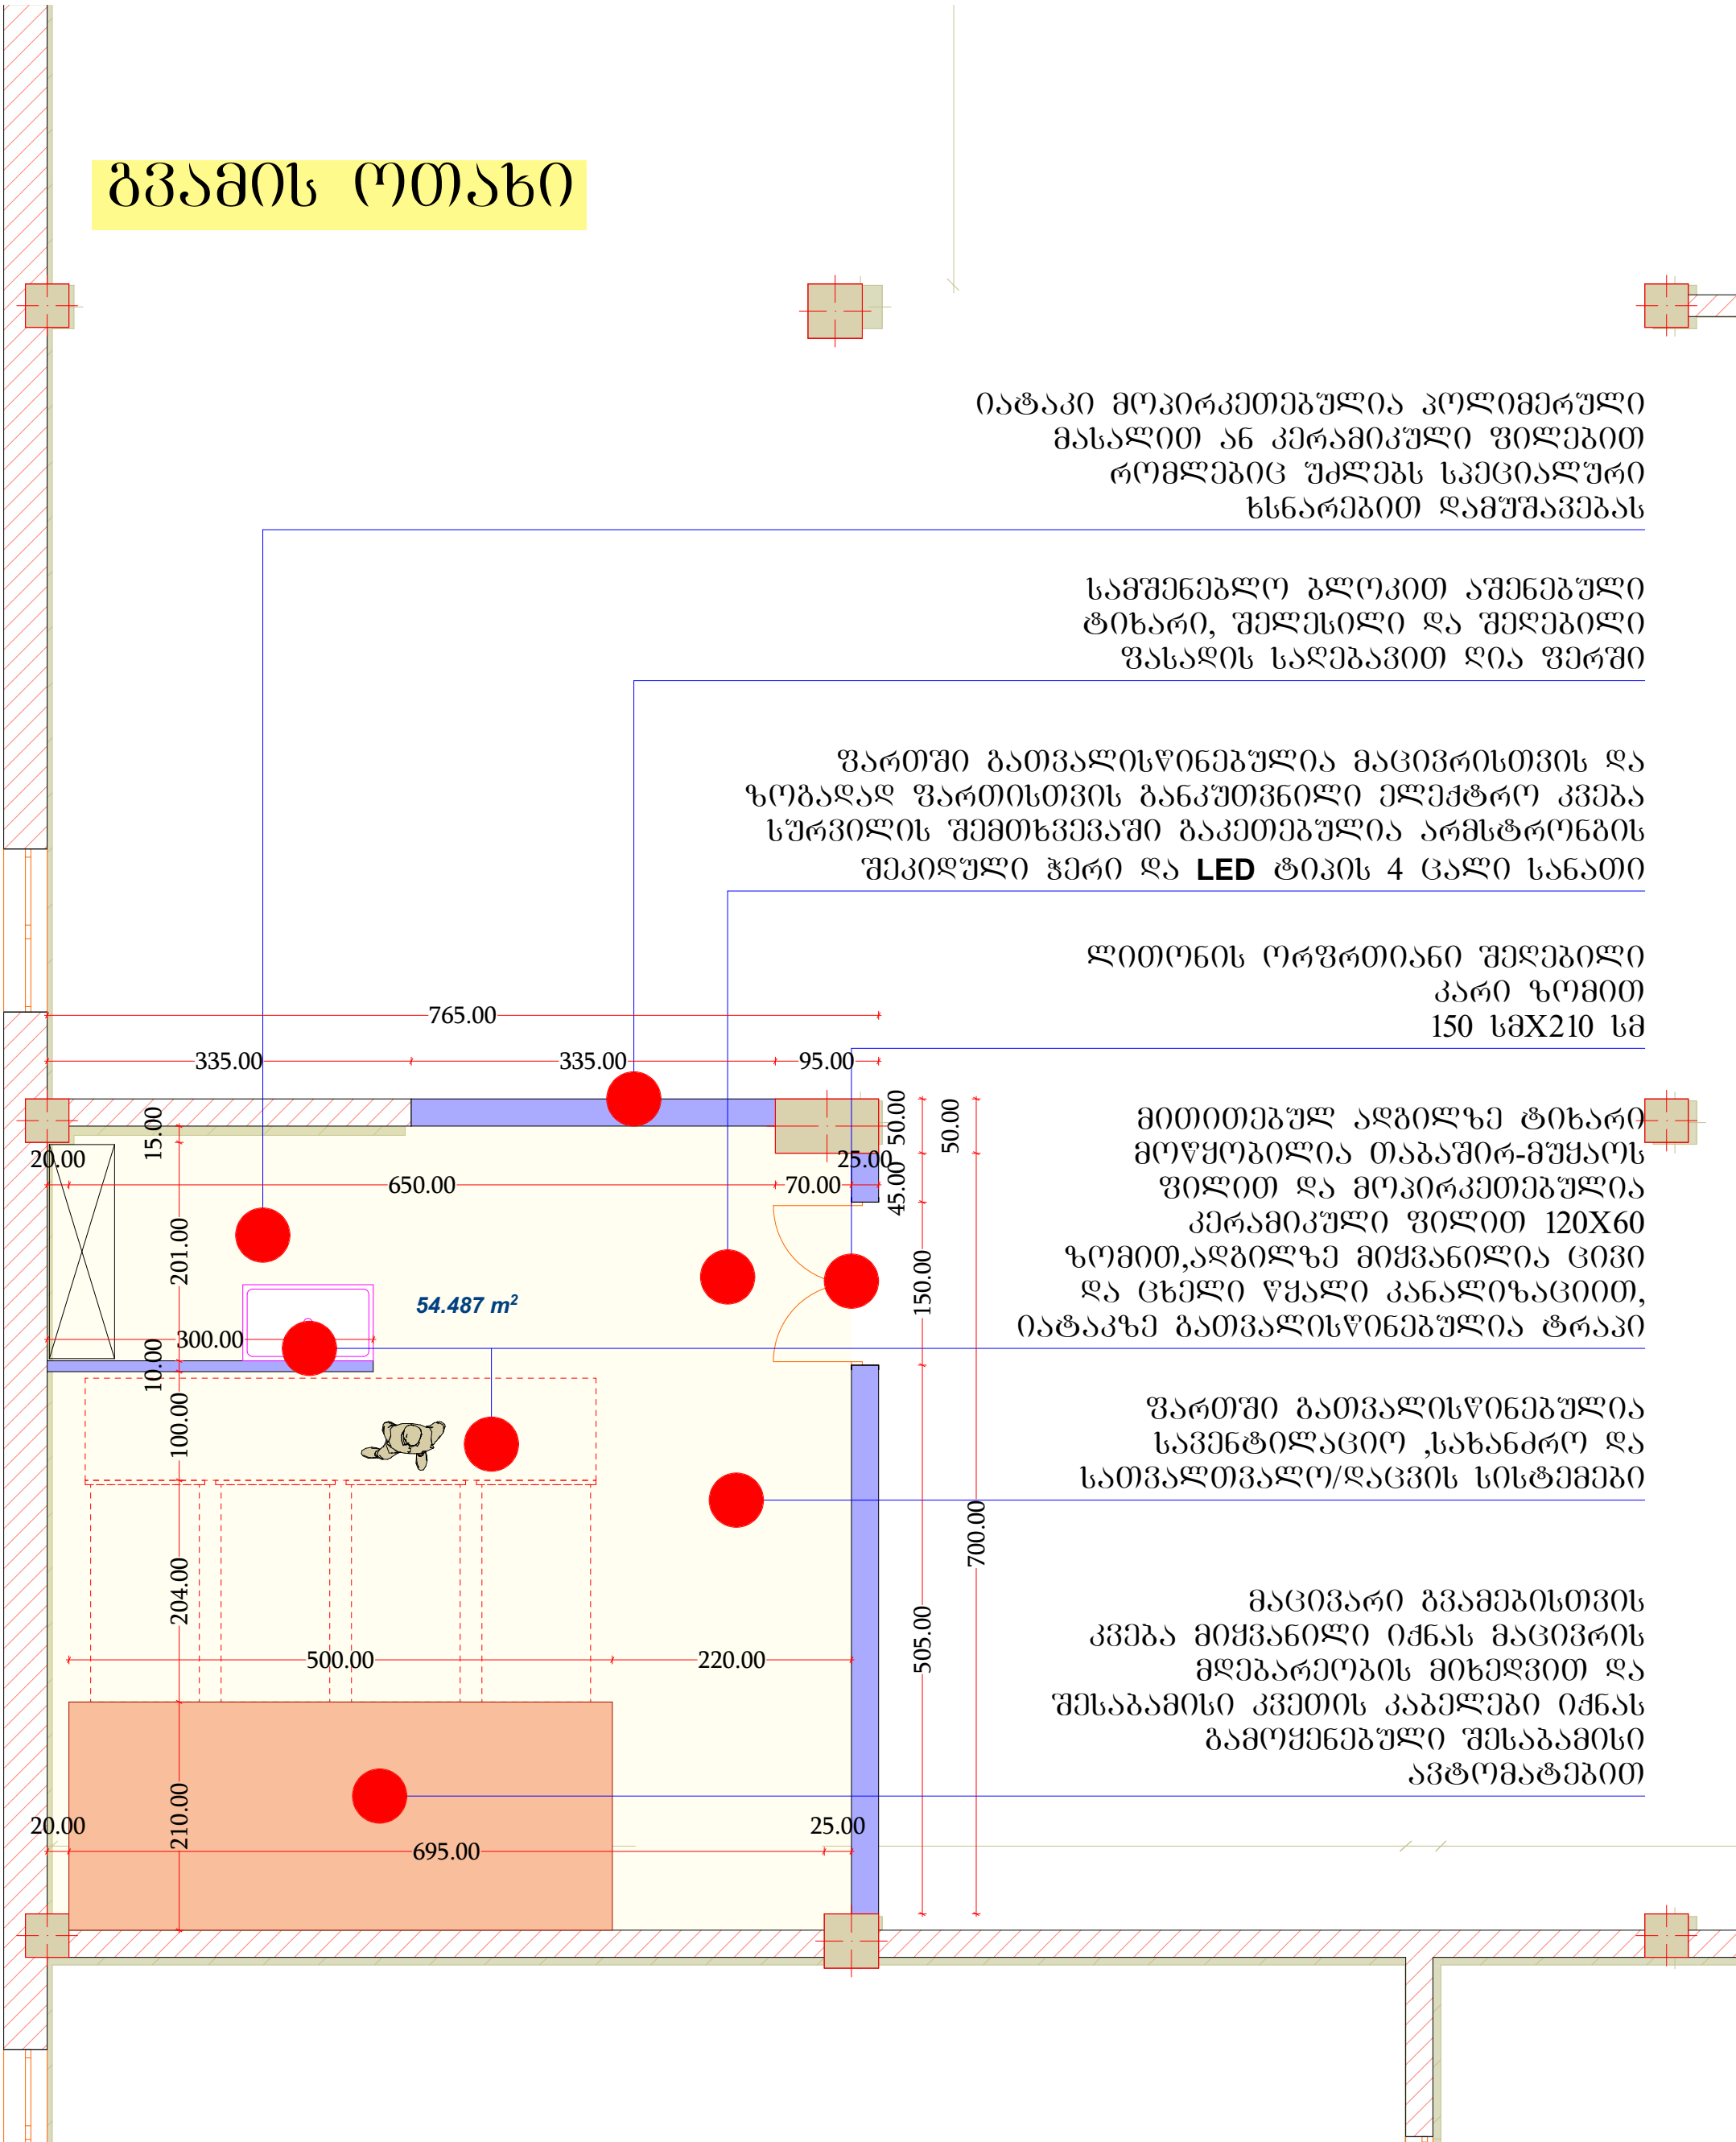 გვამის ოთახი
იატაკი მოპირკეთებულია პოლიმერული
მასალით ან კერამიკული ფილებით
რომლებიც უძლებს სპეციალური
ხსნარებით დამუშავებას
სამშენებლო ბლოკით აშენებული
ტიხარი, შელესილი და შეღებილი
ფასადის საღებავით ღია ფერში
ფართში გათვალისწინებულია მაცივრისთვის და
ზოგადად ფართისთვის განკუთვნილი ელექტრო კვება
სურვილის შემთხვევაში გაკეთებულია არმსტრონგის
შეკიდული ჭერი და LED ტიპის 4 ცალი სანათი
ლითონის ორფრთიანი შეღებილი
კარი ზომით
150 სმX210 სმ
765.00
335.00 335.00 95.00
მითითებულ ადგილზე ტიხარი
მოწყობილია თაბაშირ-მუყაოს
ფილით და მოპირკეთებულია
კერამიკული ფილით 120X60
ზომით,ადგილზე მიყვანილია ცივი
და ცხელი წყალი კანალიზაციით,
იატაკზე გათვალისწინებულია ტრაპი
15.00
50.00
50.00
20.00
25.00
650.00 70.00
45.00
201.00
150.00
54.487 m²
300.00
10.00
100.00
ფართში გათვალისწინებულია
სავენტილაციო ,სახანძრო და
სათვალთვალო/დაცვის სისტემები
204.00
700.00
505.00
500.00 220.00
მაცივარი გვამებისთვის
კვება მიყვანილი იქნას მაცივრის
მდებარეობის მიხედვით და
შესაბამისი კვეთის კაბელები იქნას
გამოყენებული შესაბამისი
ავტომატებით
210.00
20.00
25.00
695.00